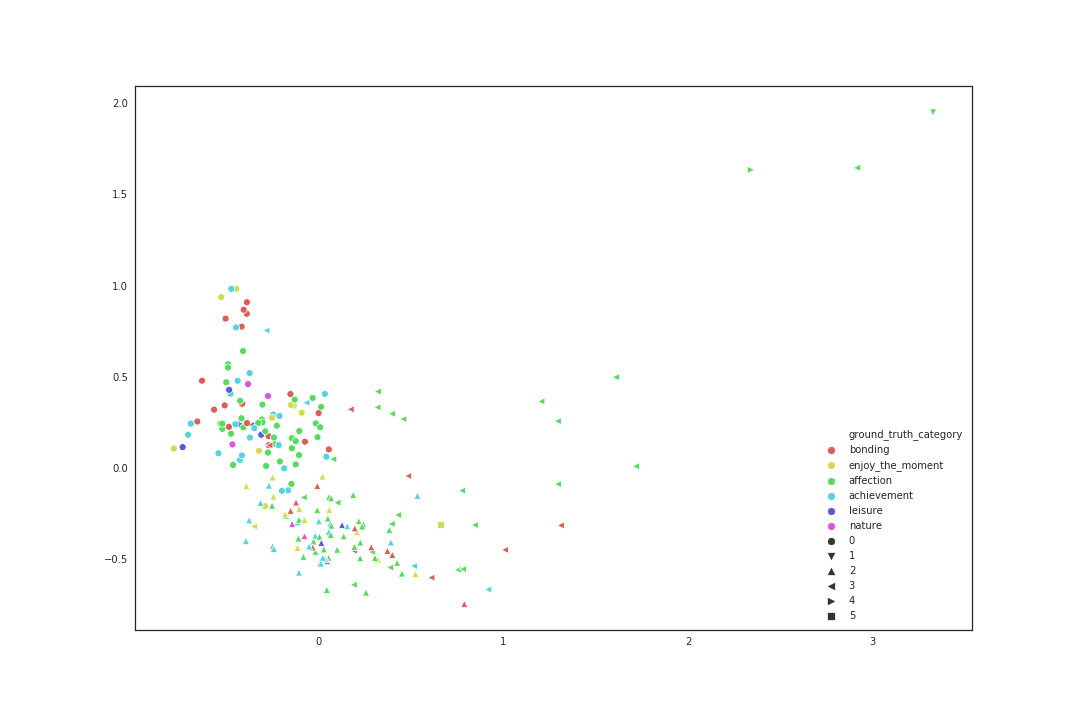 2.0
1.5
1.0
0.5
0.0
−0.5
0 1 2 3
ground_truth_category
bonding
enjoy_the_moment
affection
achievement
leisure
nature
0
1
2
3
4
5